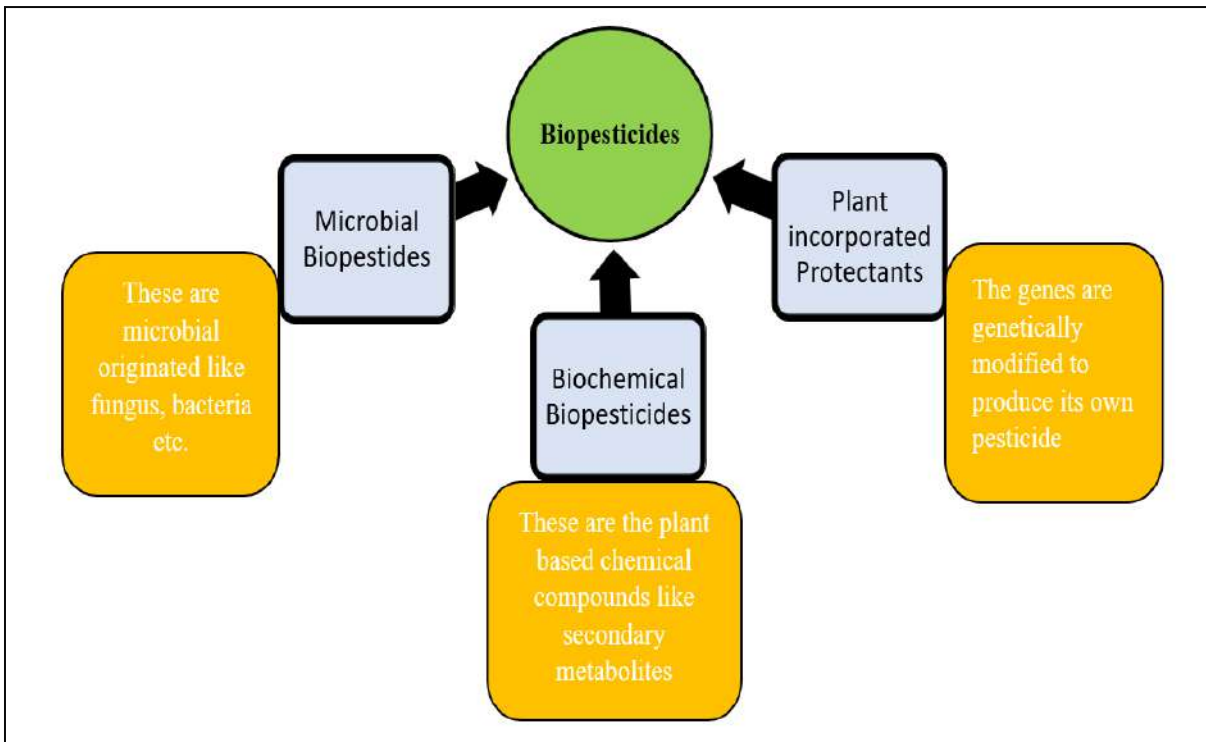 Biopesticides
Microbial
Biopestides
These are
microbial
originated like
fungus, bacteria
etc.
Biochemical
Biopesticides
These are the plant
based chemical
compounds like
secondary
metabolites
Plant
incorporated
Protectants
The genes are
genetically
modified to
produce its own
pesticide